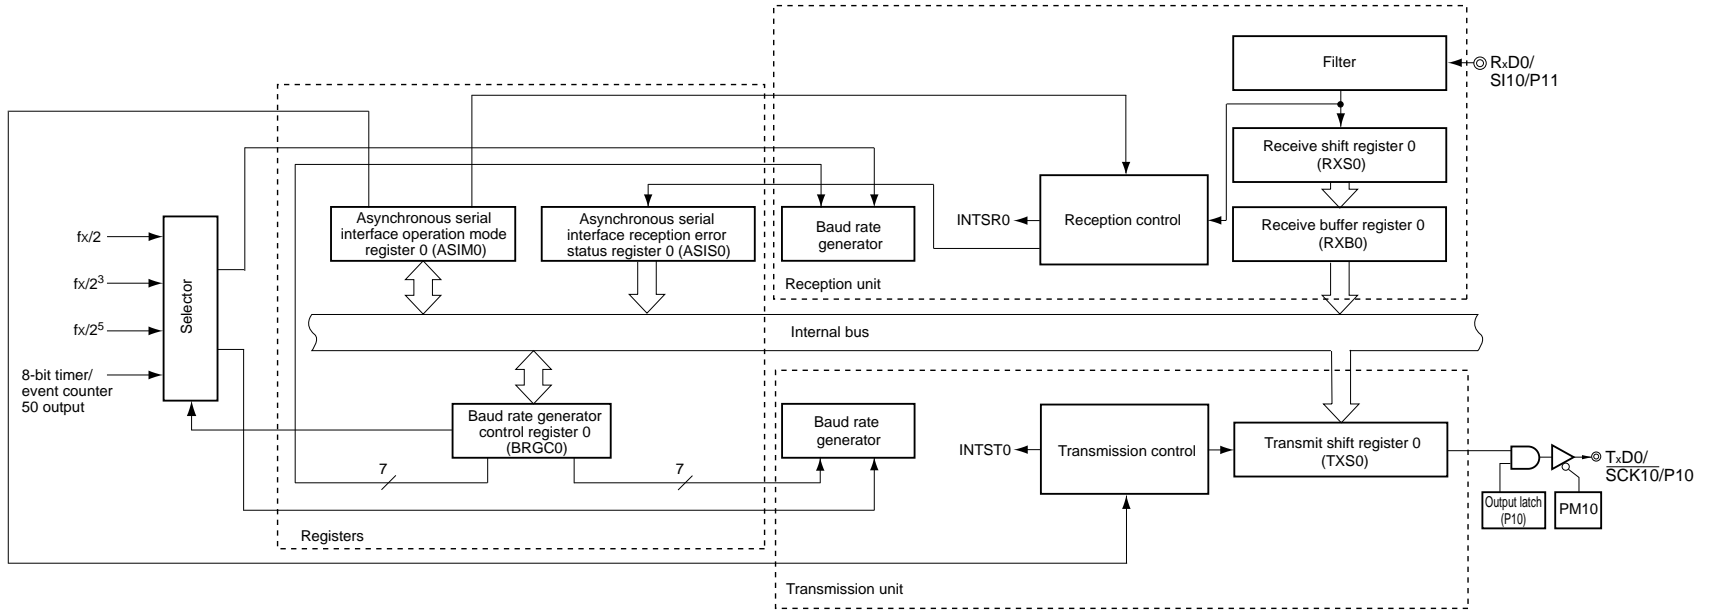 Filter
RxD0/
SI10/P11
Receive shift register 0
(RXS0)
Asynchronous serial
interface operation mode
register 0 (ASIM0)
Asynchronous serial
interface reception error
status register 0 (ASIS0)
Baud rate
generator
INTSR0
Reception control
Receive buffer register 0
(RXB0)
Reception unit
fx/2
fx/2³
fx/2⁵
8-bit timer/
event counter
50 output
Selector
Internal bus
Baud rate generator
control register 0
(BRGC0)
7
7
Registers
Baud rate
generator
INTST0
Transmission control
Transmit shift register 0
(TXS0)
TxD0/
SCK10/P10
Output latch
(P10)
PM10
Transmission unit